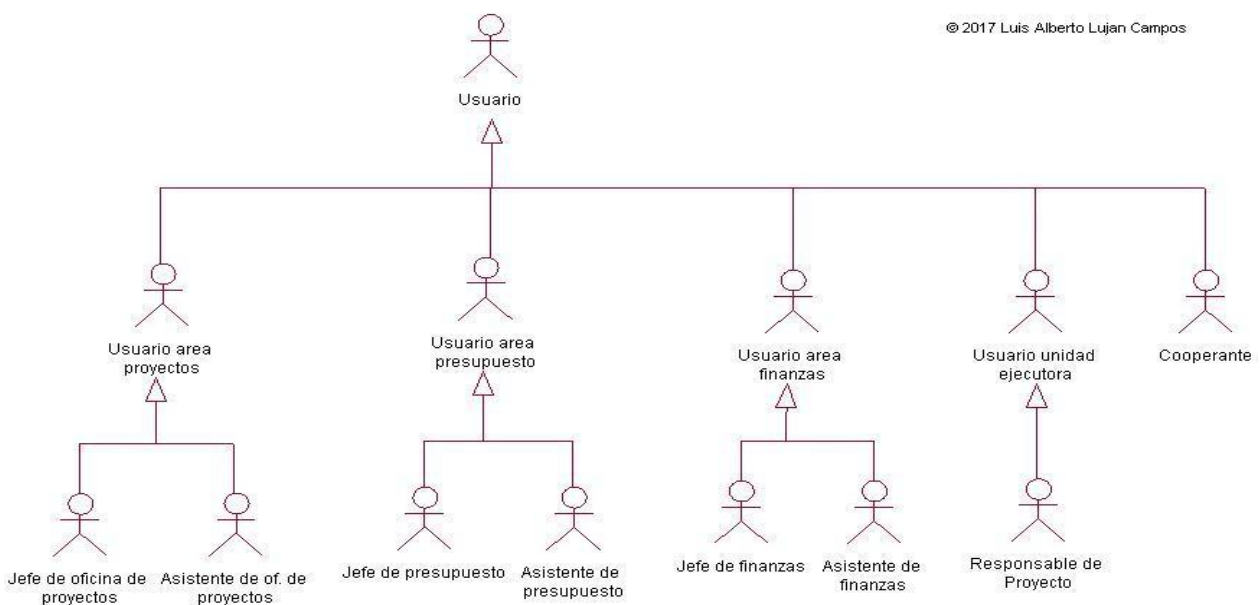 © 2017 Luis Alberto Lujan Campos
Usuario
Usuario area
proyectos
Usuario area
presupuesto
Usuario area
finanzas
Usuario unidad
ejecutora
Cooperante
Jefe de oficina de
proyectos
Asistente de of. de
proyectos
Jefe de presupuesto
Asistente de
presupuesto
Jefe de finanzas
Asistente de
finanzas
Responsable de
Proyecto